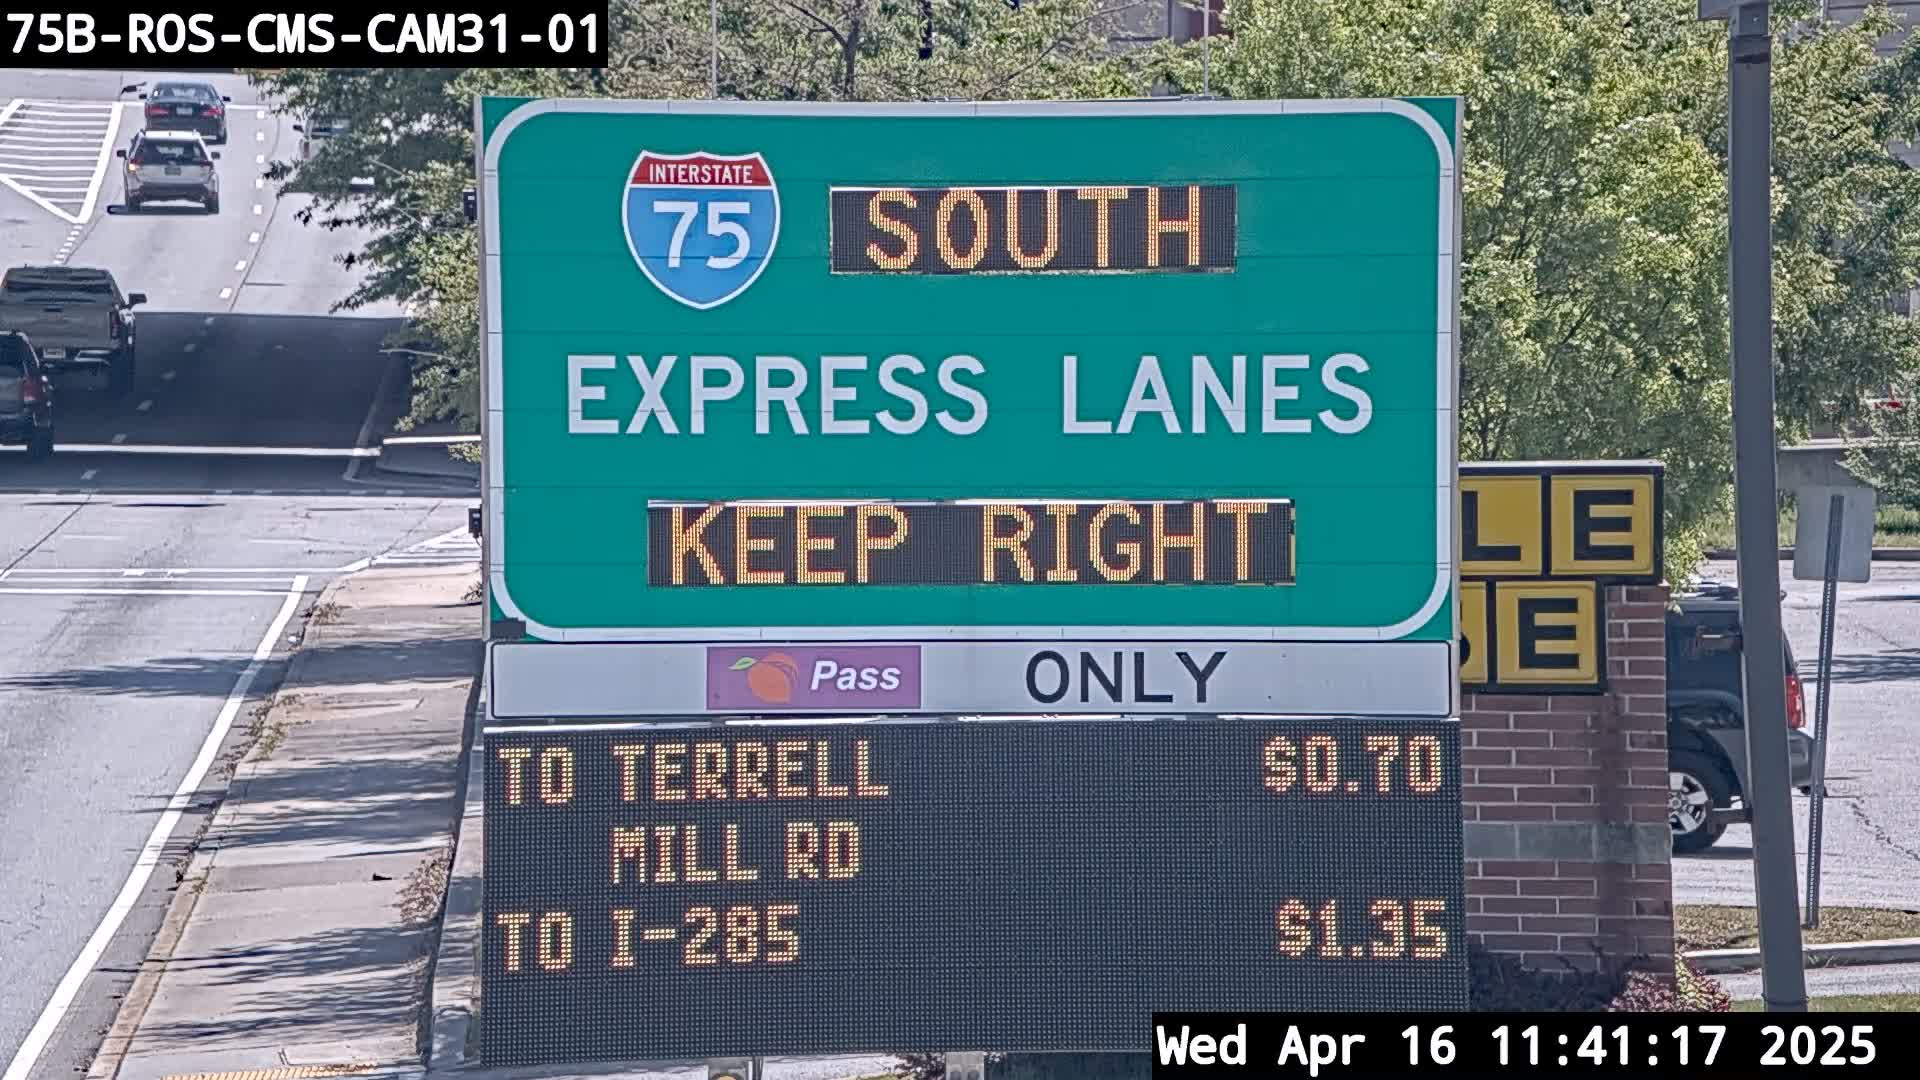 75B-ROS-CMS-CAM31-01
INTERSTATE
75
SOUTH
EXPRESS LANES
KEEP RIGHT
Pass ONLY
TO TERRELL $0.70
MILL RD
TO I-285 $1.35
Wed Apr 16 11:41:17 2025